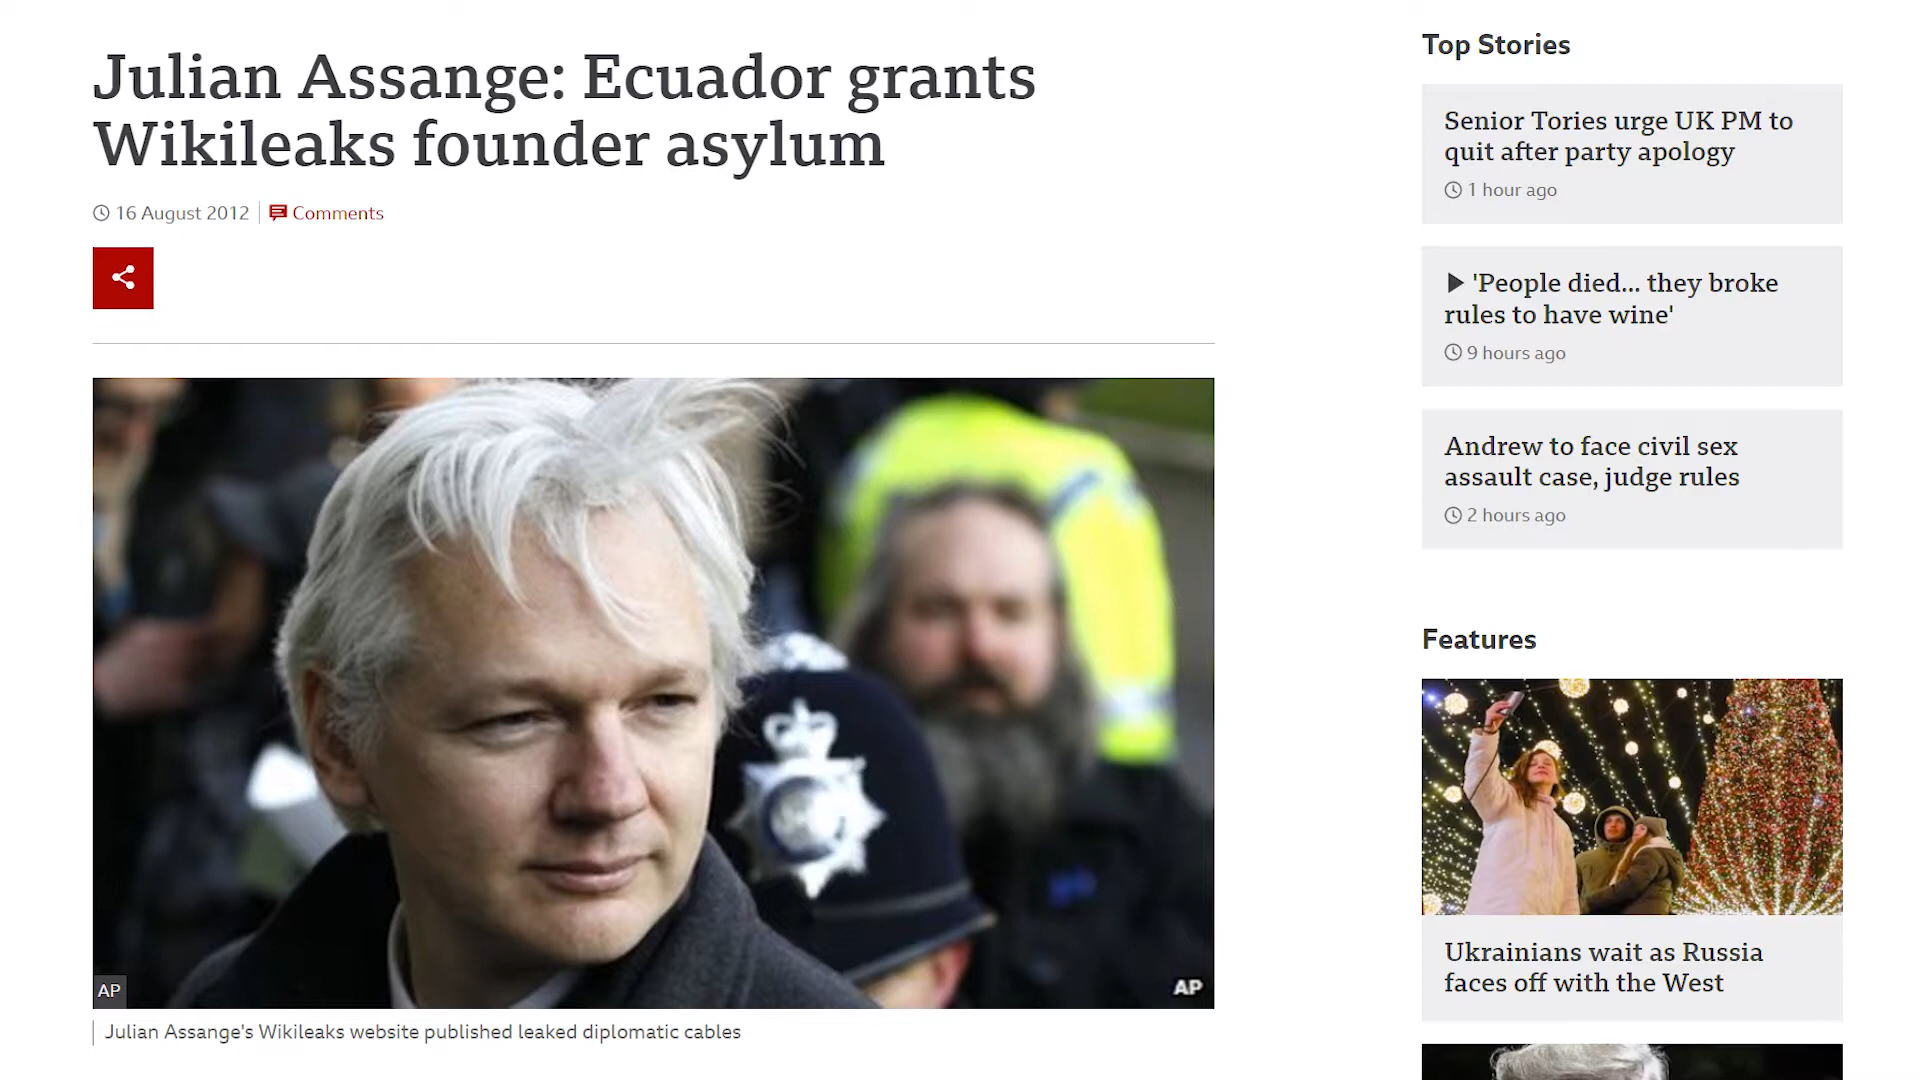 Julian Assange: Ecuador grants
Wikileaks founder asylum
16 August 2012
Comments
AP
AP
Julian Assange's Wikileaks website published leaked diplomatic cables
Top Stories
Senior Tories urge UK PM to
quit after party apology
1 hour ago
'People died... they broke
rules to have wine'
9 hours ago
Andrew to face civil sex
assault case, judge rules
2 hours ago
Features
Ukrainians wait as Russia
faces off with the West